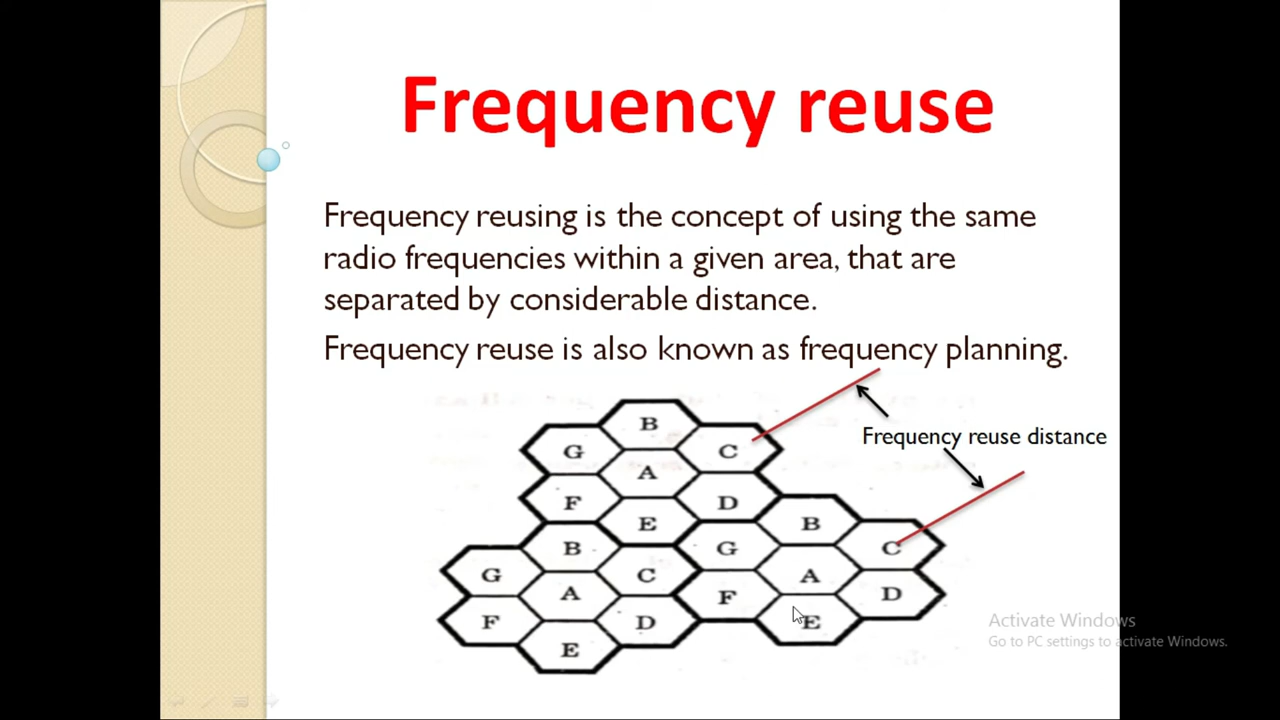 Frequency reuse
Frequency reusing is the concept of using the same
radio frequencies within a given area, that are
separated by considerable distance.
Frequency reuse is also known as frequency planning.
B
G
C
A
F
D
E
B
Frequency reuse distance
B
C
G
G
C
A
A
D
F
F
D
E
E
Activate Windows
Go to PC settings to activate Windows.